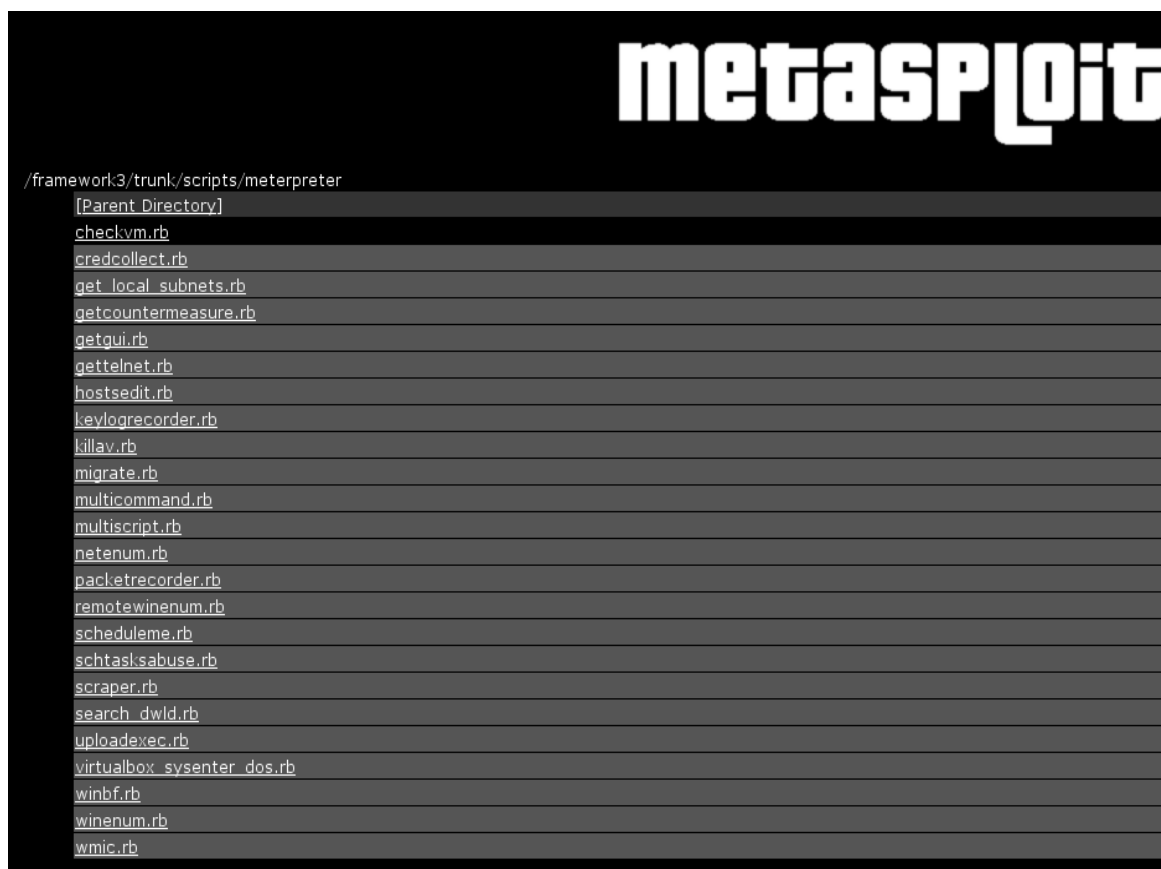 metasploit
/framework3/trunk/scripts/meterpreter
[Parent Directory]
checkvm.rb
credcollect.rb
get_local_subnets.rb
getcountermeasure.rb
getgui.rb
gettelnet.rb
hostsedit.rb
keylogrecorder.rb
killav.rb
migrate.rb
multicommand.rb
multiscript.rb
netenum.rb
packetrecorder.rb
remotewinenum.rb
scheduleme.rb
schtasksabuse.rb
scraper.rb
search_dwld.rb
uploadexec.rb
virtualbox_sysenter_dos.rb
winbf.rb
winenum.rb
wmic.rb